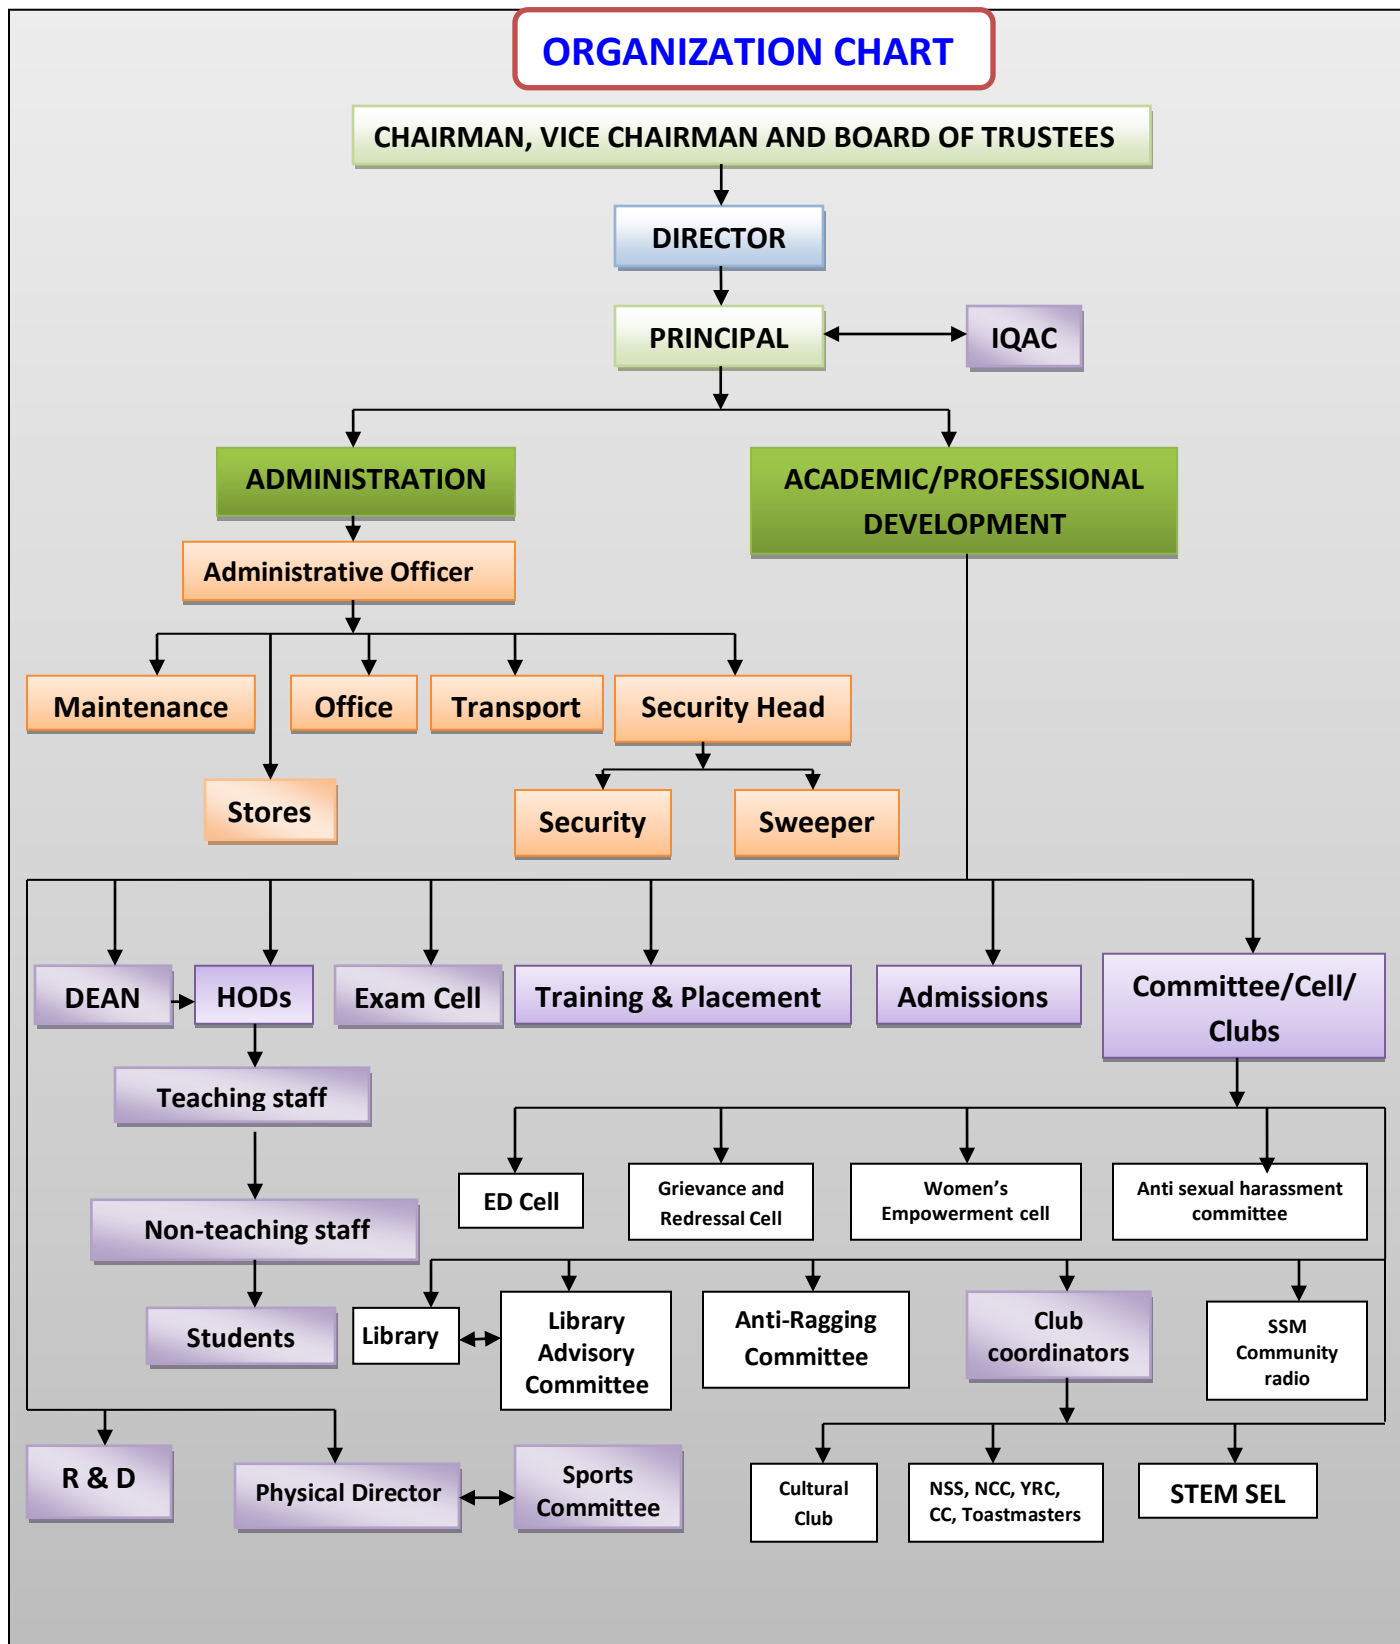 ORGANIZATION CHART
CHAIRMAN, VICE CHAIRMAN AND BOARD OF TRUSTEES
DIRECTOR
PRINCIPAL
IQAC
ADMINISTRATION
ACADEMIC/PROFESSIONAL
DEVELOPMENT
Administrative Officer
Maintenance
Office
Transport
Security Head
Stores
Security
Sweeper
DEAN
HODs
Exam Cell
Training & Placement
Admissions
Committee/Cell/
Clubs
Teaching staff
ED Cell
Grievance and
Redressal Cell
Women's
Empowerment cell
Anti sexual harassment
committee
Non-teaching staff
Students
Library
Library
Advisory
Committee
Anti-Ragging
Committee
Club
coordinators
SSM
Community
radio
R & D
Physical Director
Sports
Committee
Cultural
Club
NSS, NCC, YRC,
CC, Toastmasters
STEM SEL